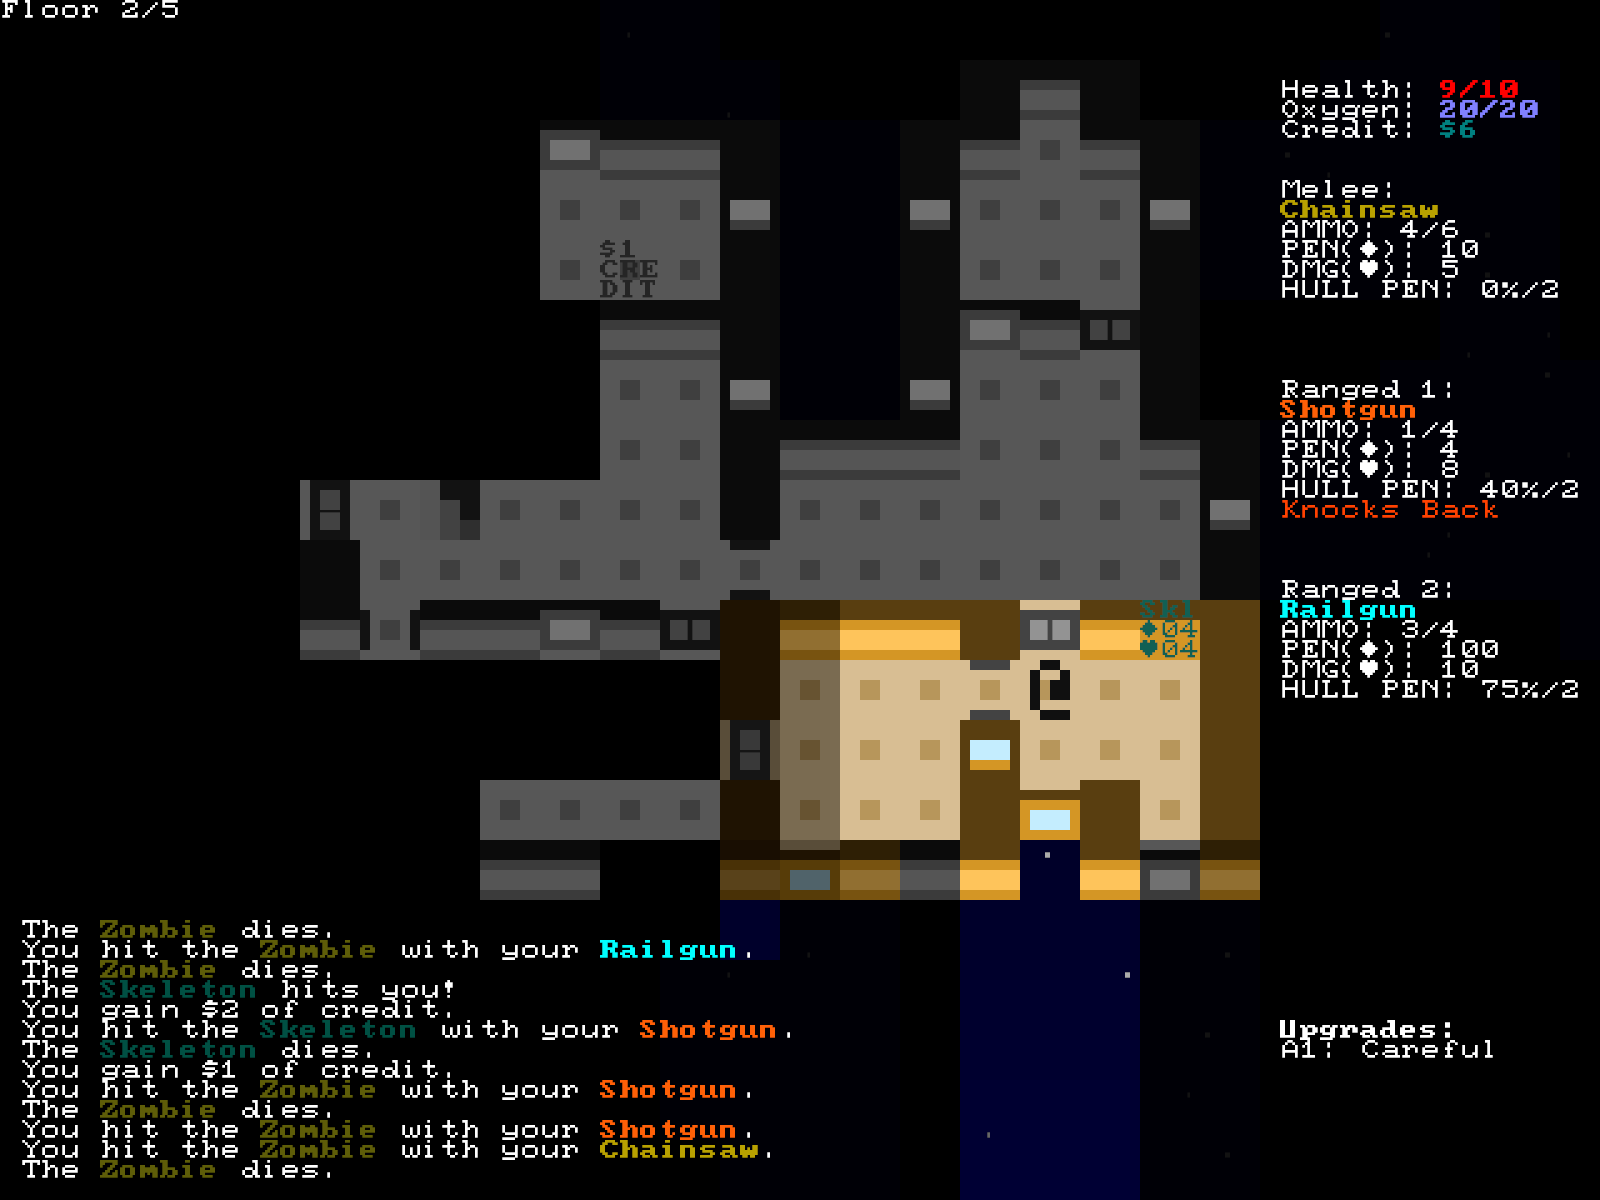 Floor 2/5
Health: 9/10
Oxygen: 20/20
Credit: $6
Melee:
Chainsaw
AMMO: 4/6
PEN(♦): 10
DMG(♥): 5
HULL PEN: 0%/2
$1
CRE
DIT
Ranged 1:
Shotgun
AMMO: 1/4
PEN(♦): 4
DMG(♥): 8
HULL PEN: 40%/2
Knocks Back
Ranged 2:
Railgun
AMMO: 3/4
PEN(♦): 100
DMG(♥): 10
HULL PEN: 75%/2
Skl
♦04
♥04
The Zombie dies.
You hit the Zombie with your Railgun.
The Zombie dies.
The Skeleton hits you!
You gain $2 of credit.
You hit the Skeleton with your Shotgun.
The Skeleton dies.
You gain $1 of credit.
You hit the Zombie with your Shotgun.
The Zombie dies.
You hit the Zombie with your Shotgun.
You hit the Zombie with your Chainsaw.
The Zombie dies.
Upgrades:
A1: Careful